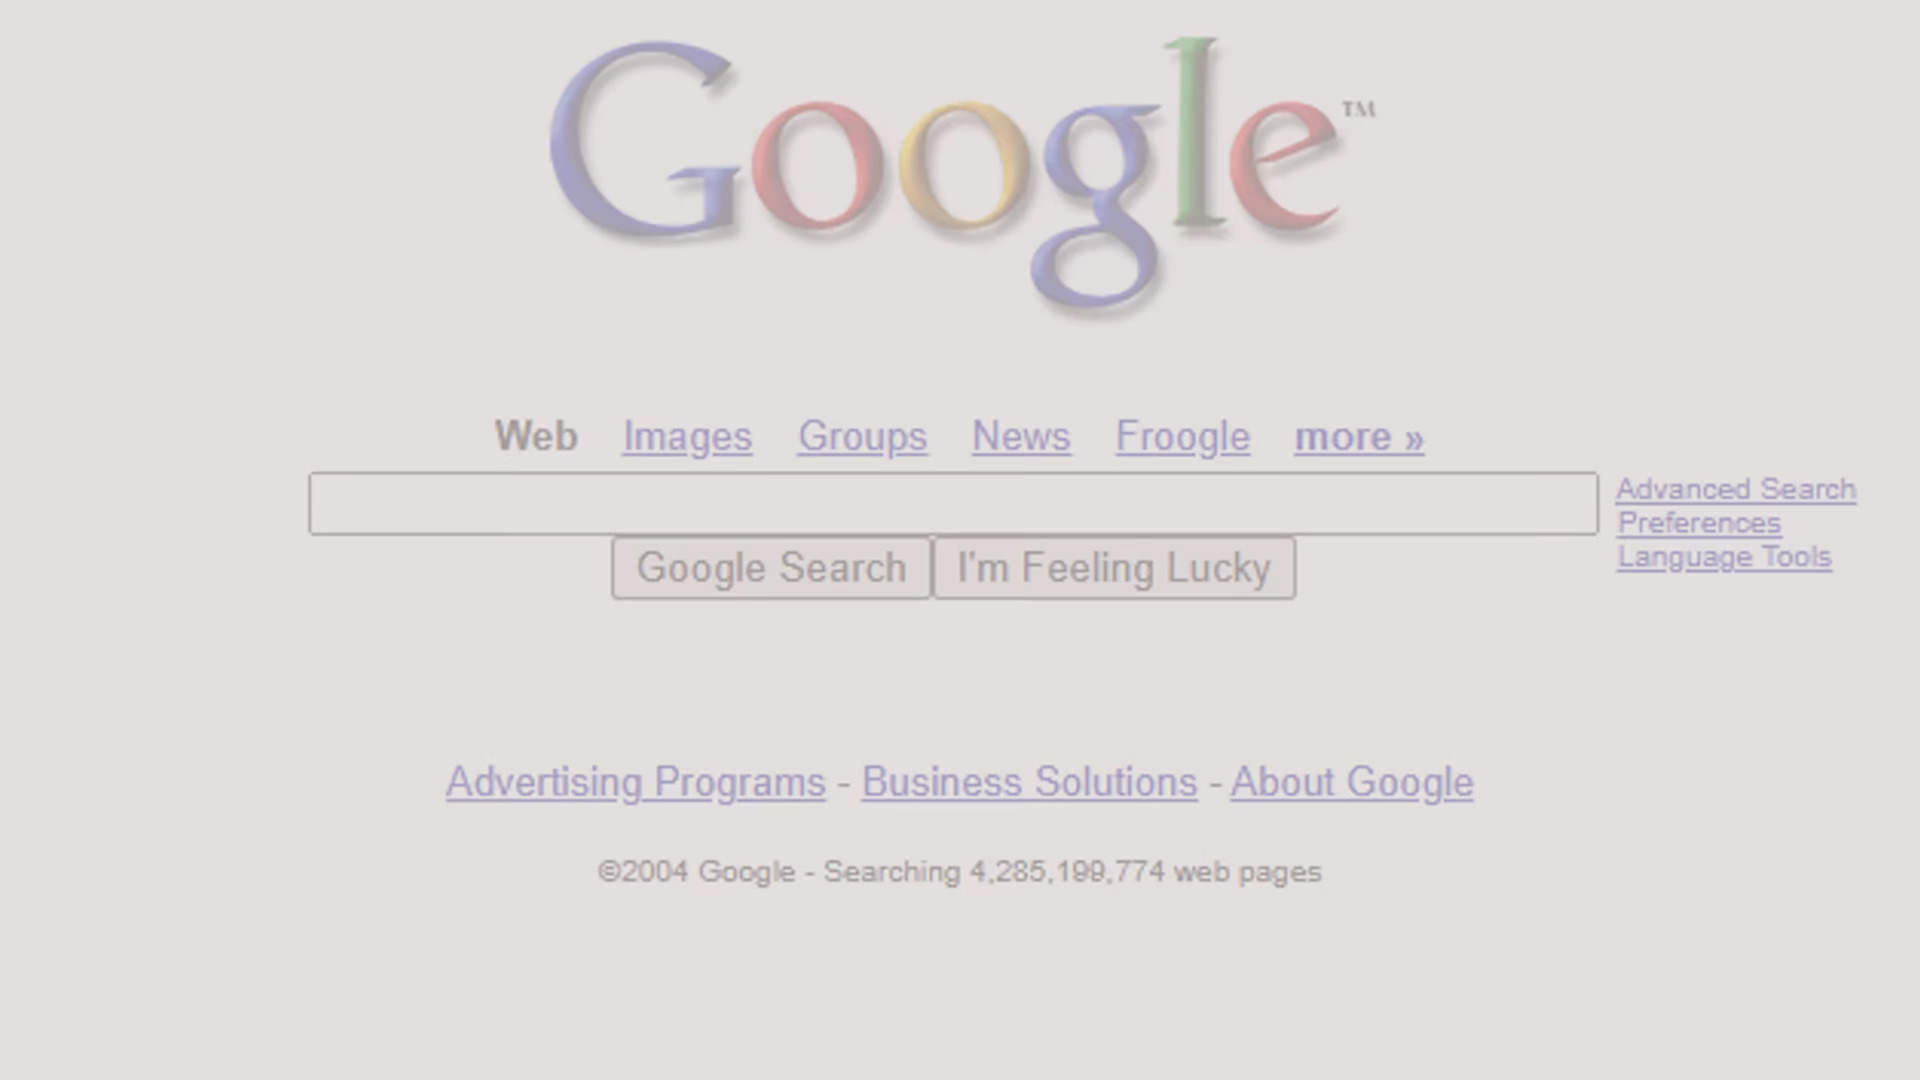 Google™
Web Images Groups News Froogle more »
Advanced Search
Preferences
Language Tools
Google Search I'm Feeling Lucky
Advertising Programs - Business Solutions - About Google
©2004 Google - Searching 4,285,199,774 web pages